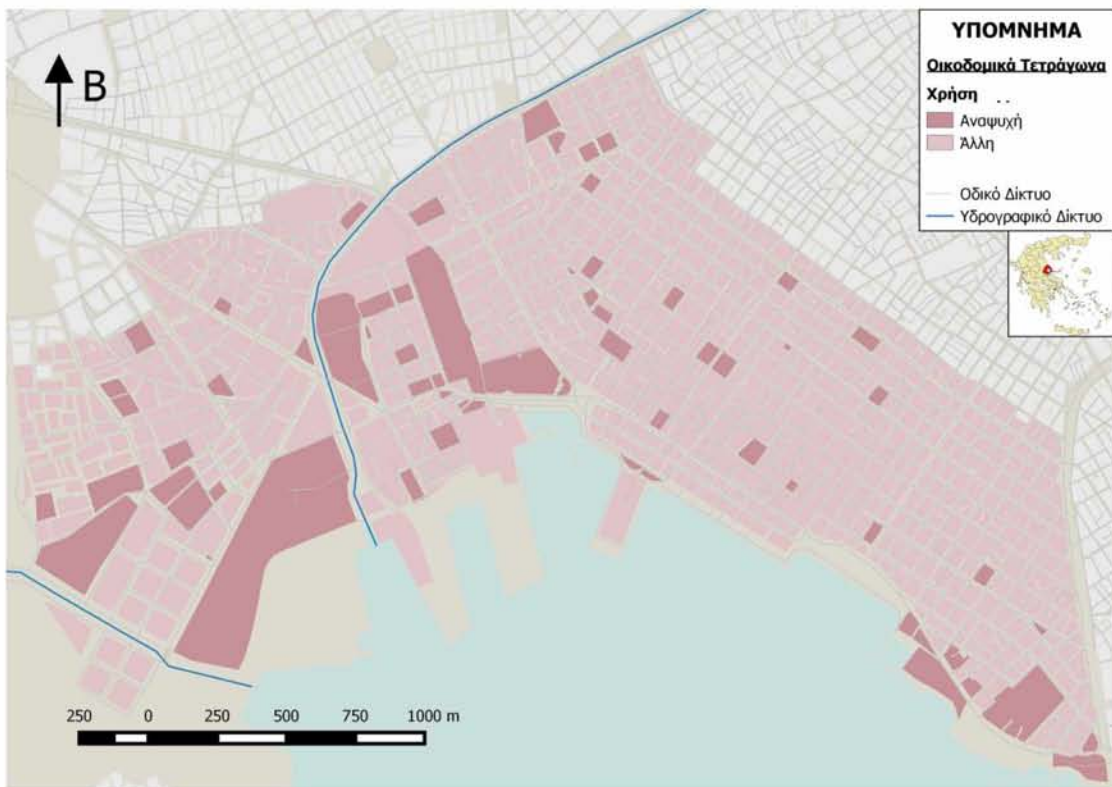 ΥΠΟΜΝΗΜΑ
Οικοδομικά Τετράγωνα
Χρήση . .
Αναψυχή
Άλλη
Οδικό Δίκτυο
Υδρογραφικό Δίκτυο
Β
250 0 250 500 750 1000 m